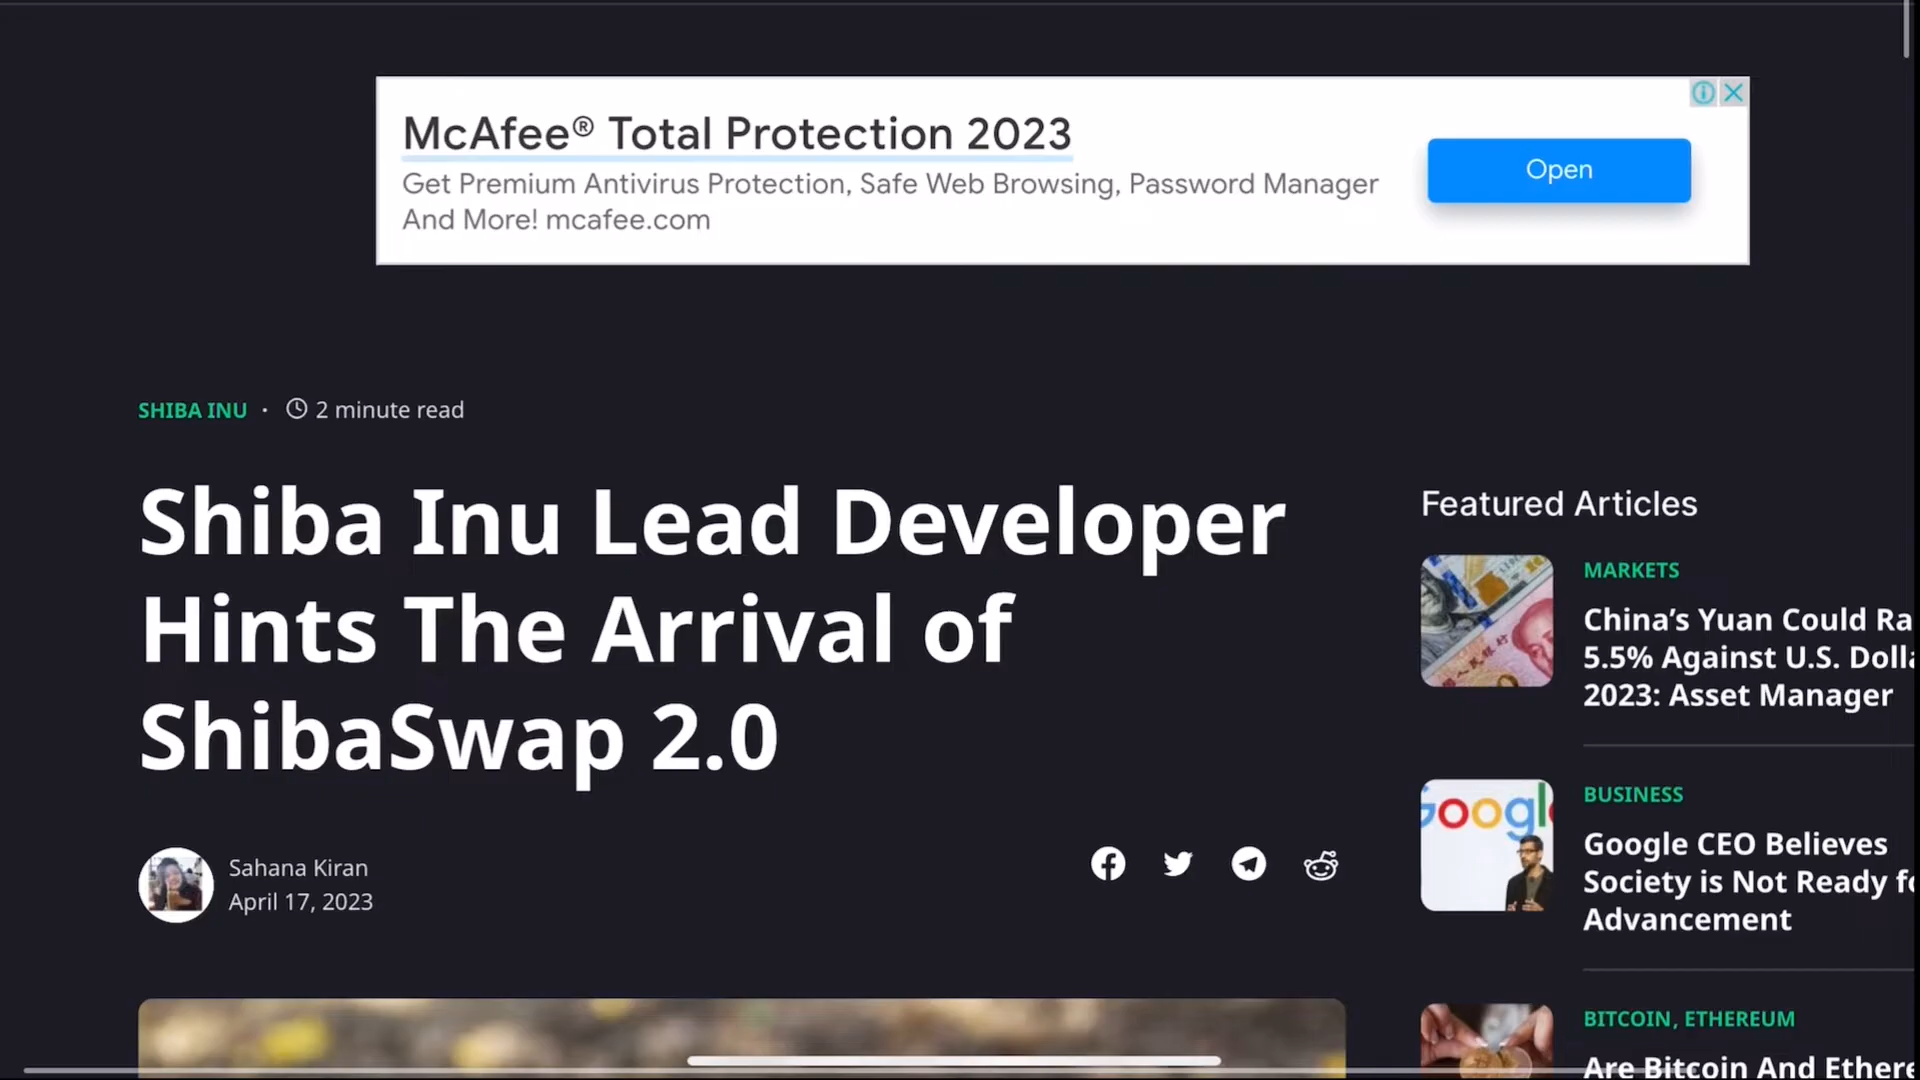 McAfee® Total Protection 2023
Get Premium Antivirus Protection, Safe Web Browsing, Password Manager
And More! mcafee.com
Open
SHIBA INU · 2 minute read
Shiba Inu Lead Developer
Hints The Arrival of
ShibaSwap 2.0
Sahana Kiran
April 17, 2023
Featured Articles
MARKETS
China's Yuan Could
5.5% Against U.S.
2023: Asset Manager
Google
BUSINESS
Google CEO Believes
Society is Not Ready
Advancement
BITCOIN, ETHEREUM
Are Bitcoin And